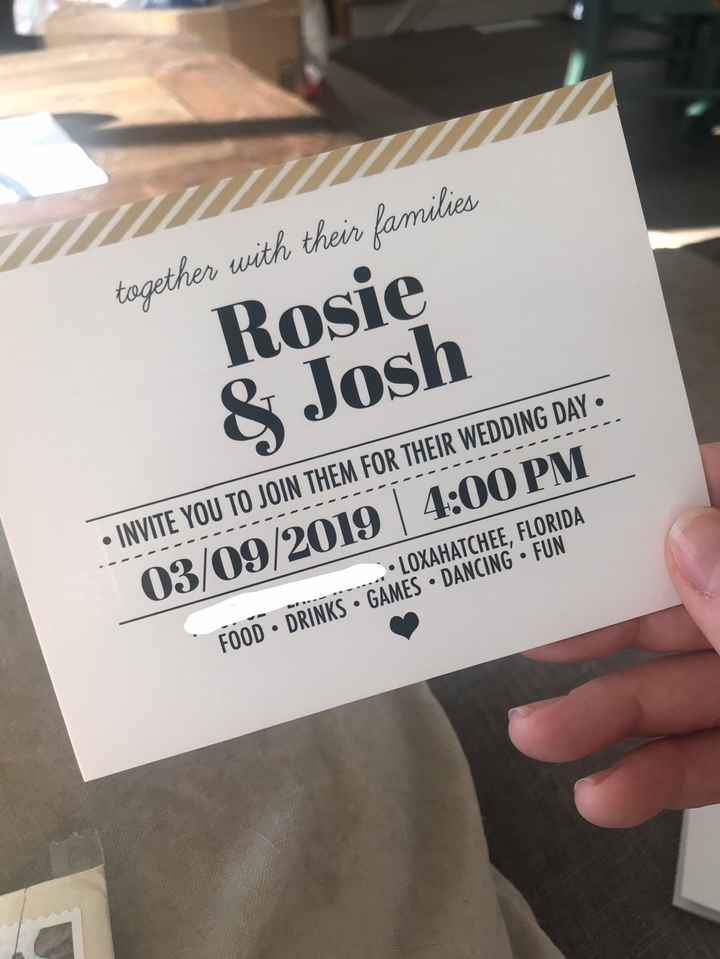 together with their families
Rosie
& Josh
• INVITE YOU TO JOIN THEM FOR THEIR WEDDING DAY •
03/09/2019 | 4:00 PM
• LOXAHATCHEE, FLORIDA
FOOD • DRINKS • GAMES • DANCING • FUN